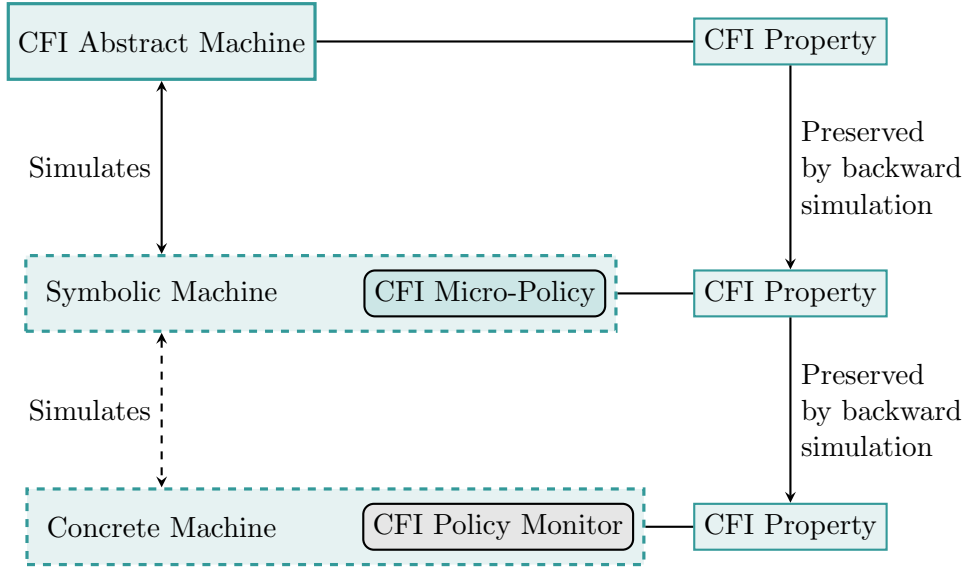 CFI Abstract Machine
CFI Property
Simulates
Preserved
by backward
simulation
Symbolic Machine
CFI Micro-Policy
CFI Property
Simulates
Preserved
by backward
simulation
Concrete Machine
CFI Policy Monitor
CFI Property